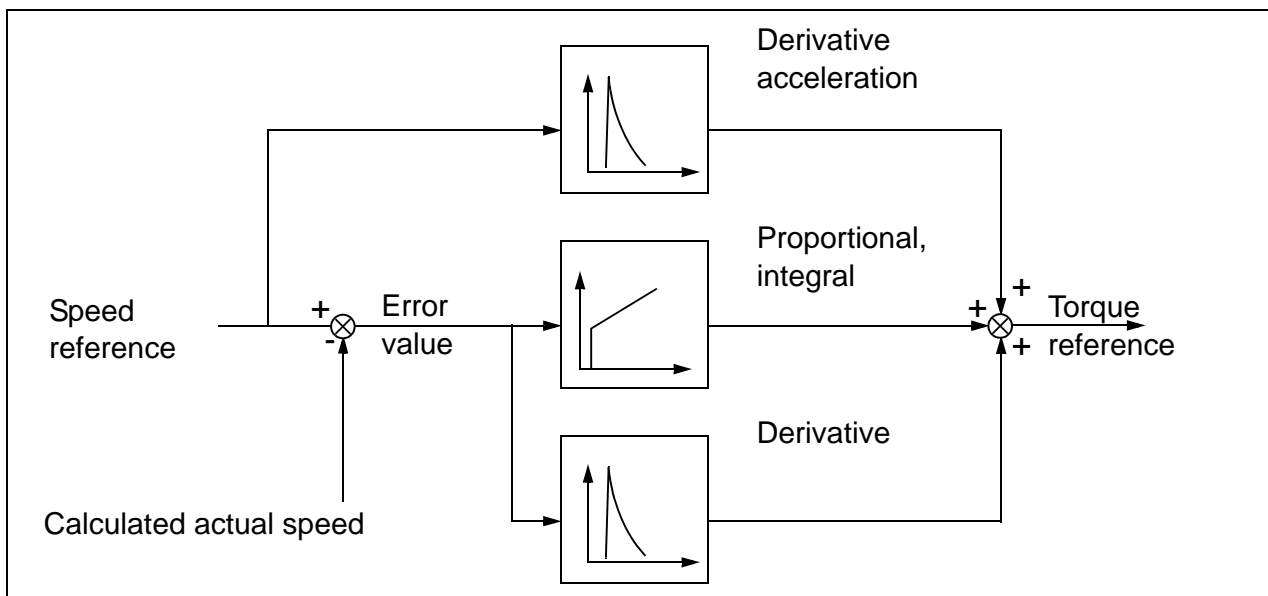 Derivative
acceleration
Proportional,
integral
Speed
reference
+
-
Error
value
+
+
+
Torque
reference
Derivative
Calculated actual speed